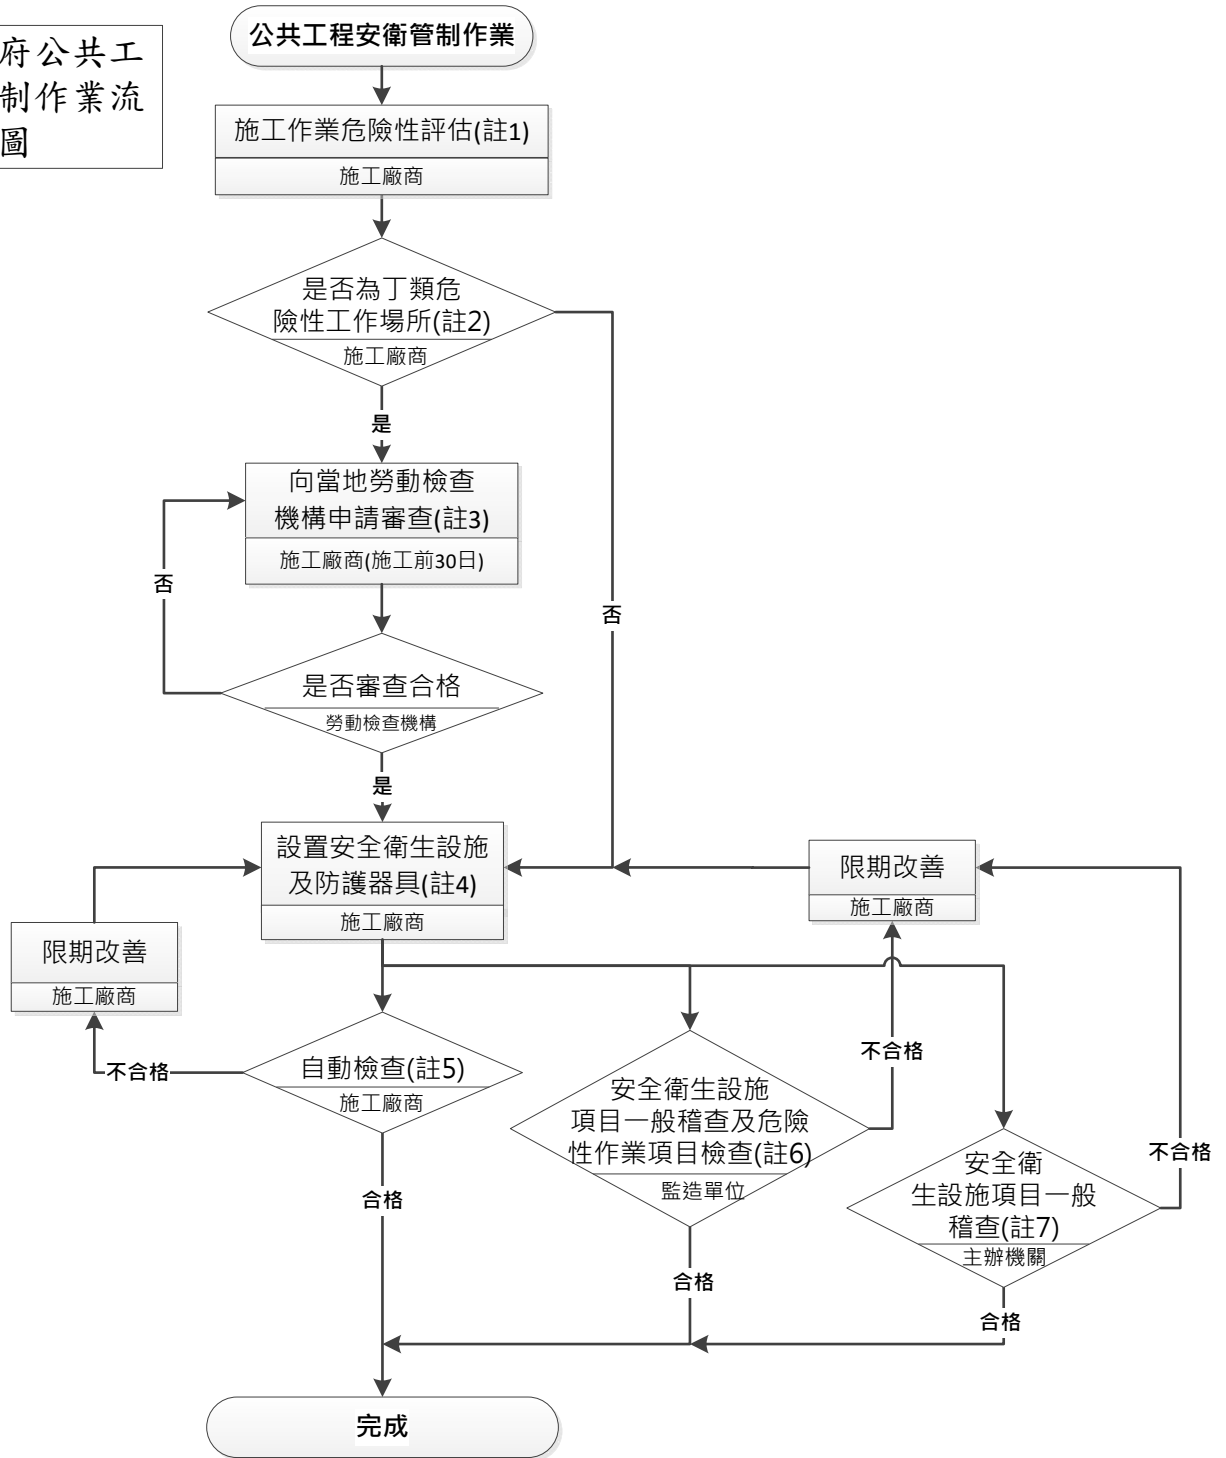 府公共工
制作業流
圖
公共工程安衛管制作業
施工作業危險性評估(註1)
施工廠商
是否為丁類危
險性工作場所(註2)
施工廠商
是
向當地勞動檢查
機構申請審查(註3)
施工廠商(施工前30日)
否
否
是否審查合格
勞動檢查機構
是
設置安全衛生設施
及防護器具(註4)
施工廠商
限期改善
施工廠商
限期改善
施工廠商
不合格
自動檢查(註5)
施工廠商
不合格
安全衛生設施
項目一般稽查及危險
性作業項目檢查(註6)
監造單位
不合格
安全衛
生設施項目一般
稽查(註7)
主辦機關
合格
合格
合格
完成